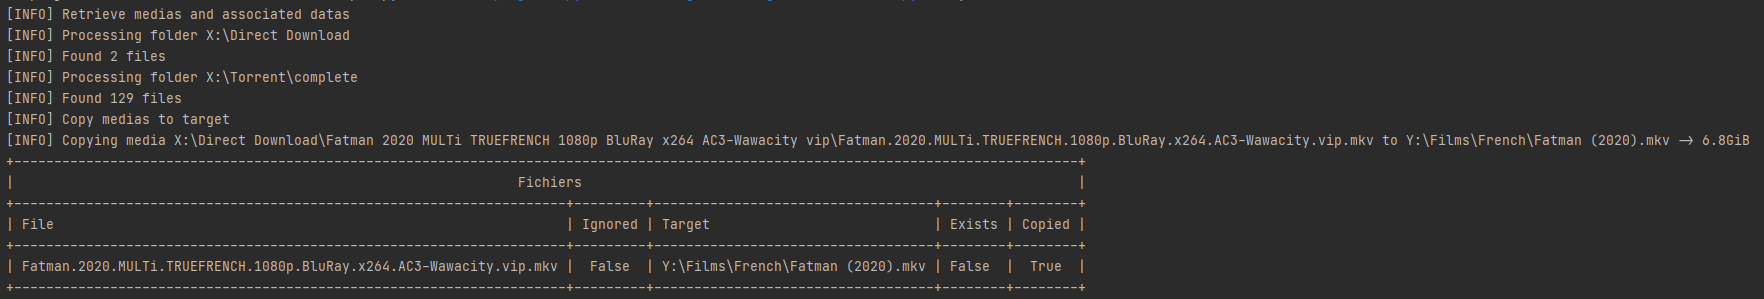 [INFO] Retrieve medias and associated datas
[INFO] Processing folder X:\Direct Download
[INFO] Found 2 files
[INFO] Processing folder X:\Torrent\complete
[INFO] Found 129 files
[INFO] Copy medias to target
[INFO] Copying media X:\Direct Download\Fatman 2020 MULTi TRUEFRENCH 1080p BluRay x264 AC3-Wawacity vip\Fatman.2020.MULTi.TRUEFRENCH.1080p.BluRay.x264.AC3-Wawacity.vip.mkv to Y:\Films\French\Fatman (2020).mkv -> 6.8GiB
Fichiers
| File | Ignored | Target | Exists | Copied |
| Fatman.2020.MULTi.TRUEFRENCH.1080p.BluRay.x264.AC3-Wawacity.vip.mkv | False | Y:\Films\French\Fatman (2020).mkv | False | True |